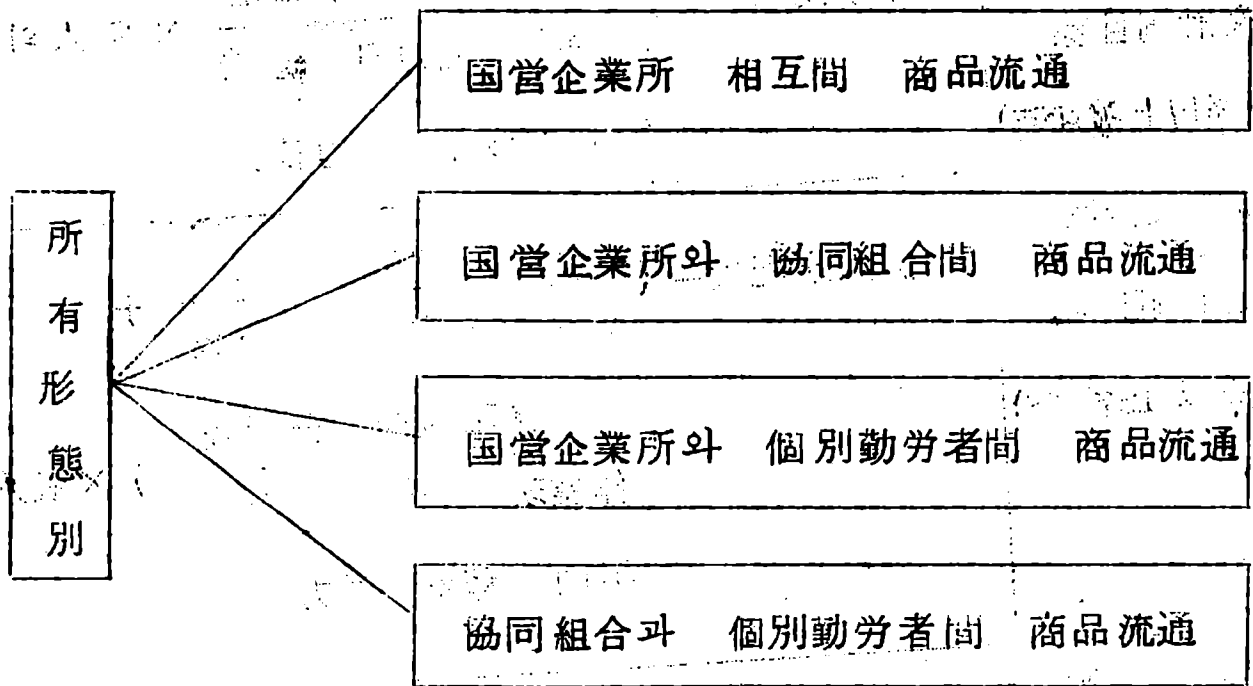 所有形態別
国営企業所 相互間 商品流通
国営企業所와 協同組合間 商品流通
国営企業所와 個別勤労者間 商品流通
協同組合과 個別勤労者間 商品流通